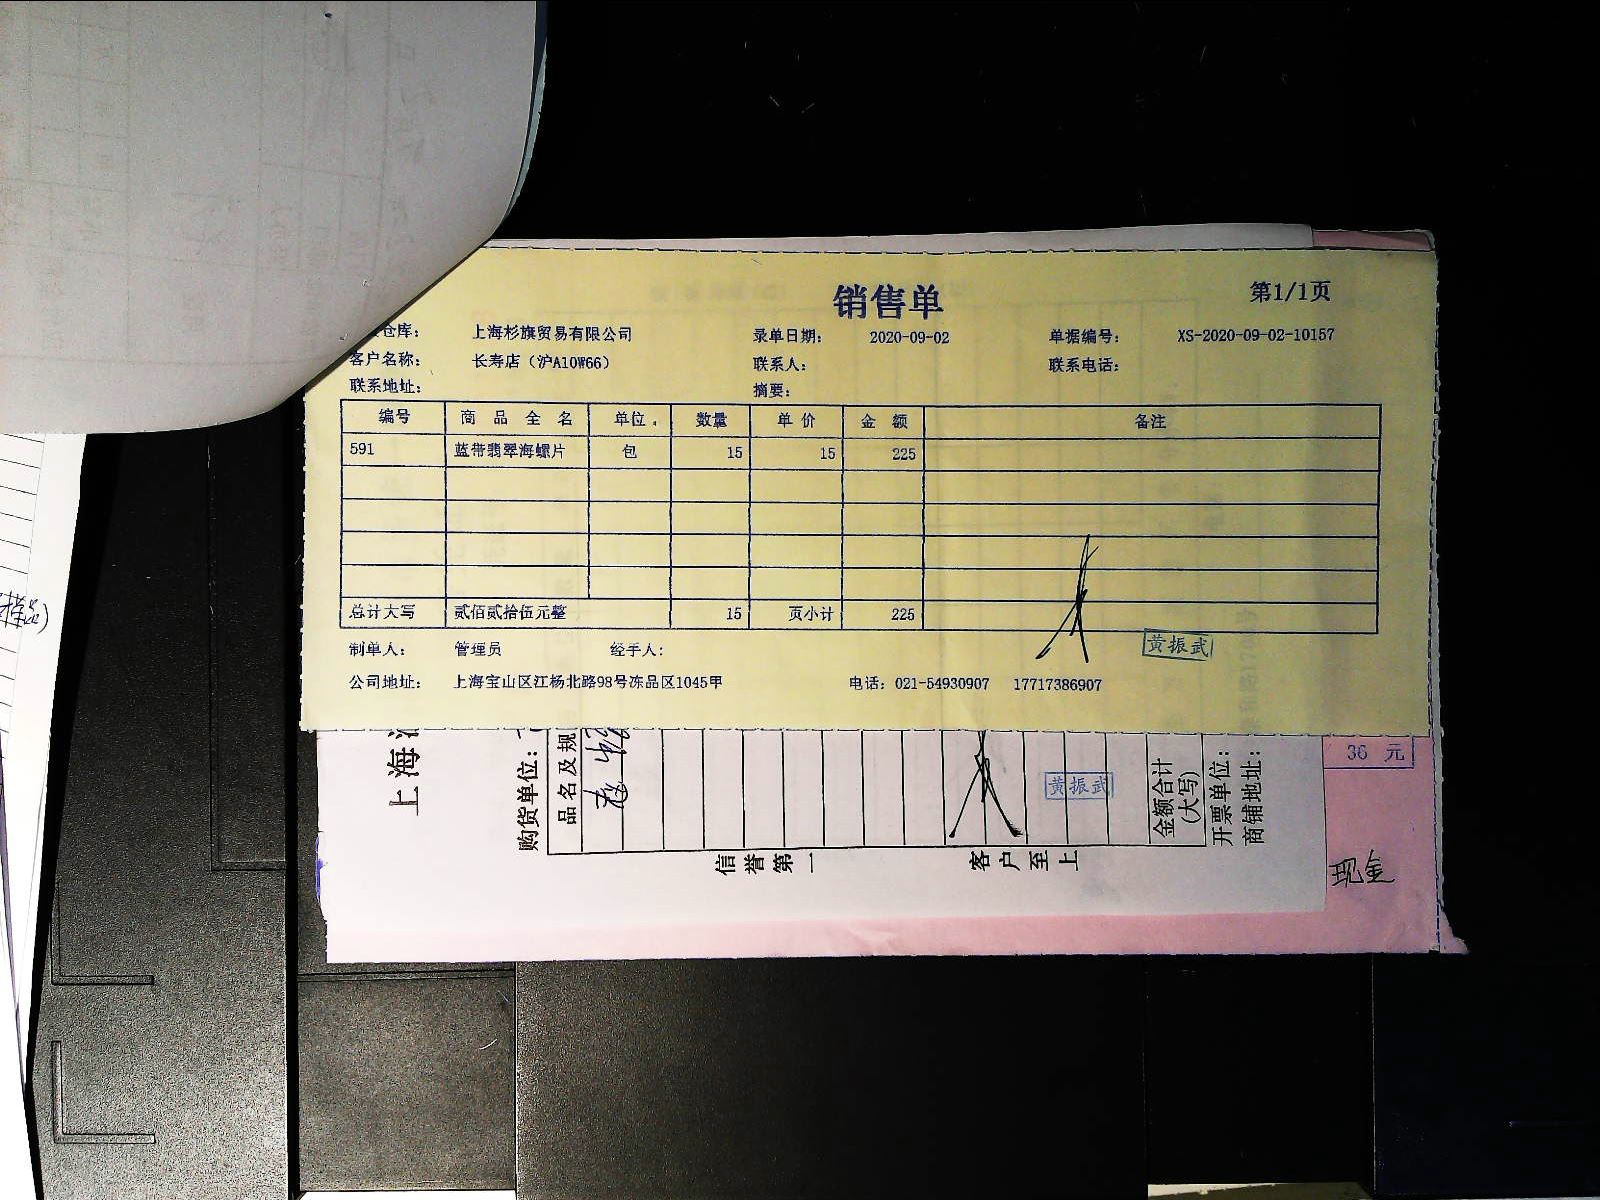 销售单
第1/1页
仓库： 上海杉旗贸易有限公司 录单日期： 2020-09-02 单据编号： XS-2020-09-02-10157
客户名称： 长寿店（沪A10W66） 联系人： 联系电话：
联系地址： 摘要：
编号 商品全名 单位 数量 单价 金额 备注
591 蓝带翡翠海螺片 包 15 15 225
总计大写 贰佰贰拾伍元整 15 页小计 225
制单人： 管理员 经手人：
黄振武
公司地址： 上海宝山区江杨北路98号冻品区1045甲 电话：021-54930907 17717386907
上海
购货单位：
品名及规
金额合计
(大写)
开票单位：
商铺地址：
黄振武
信誉第一 客户至上
36 元
现金